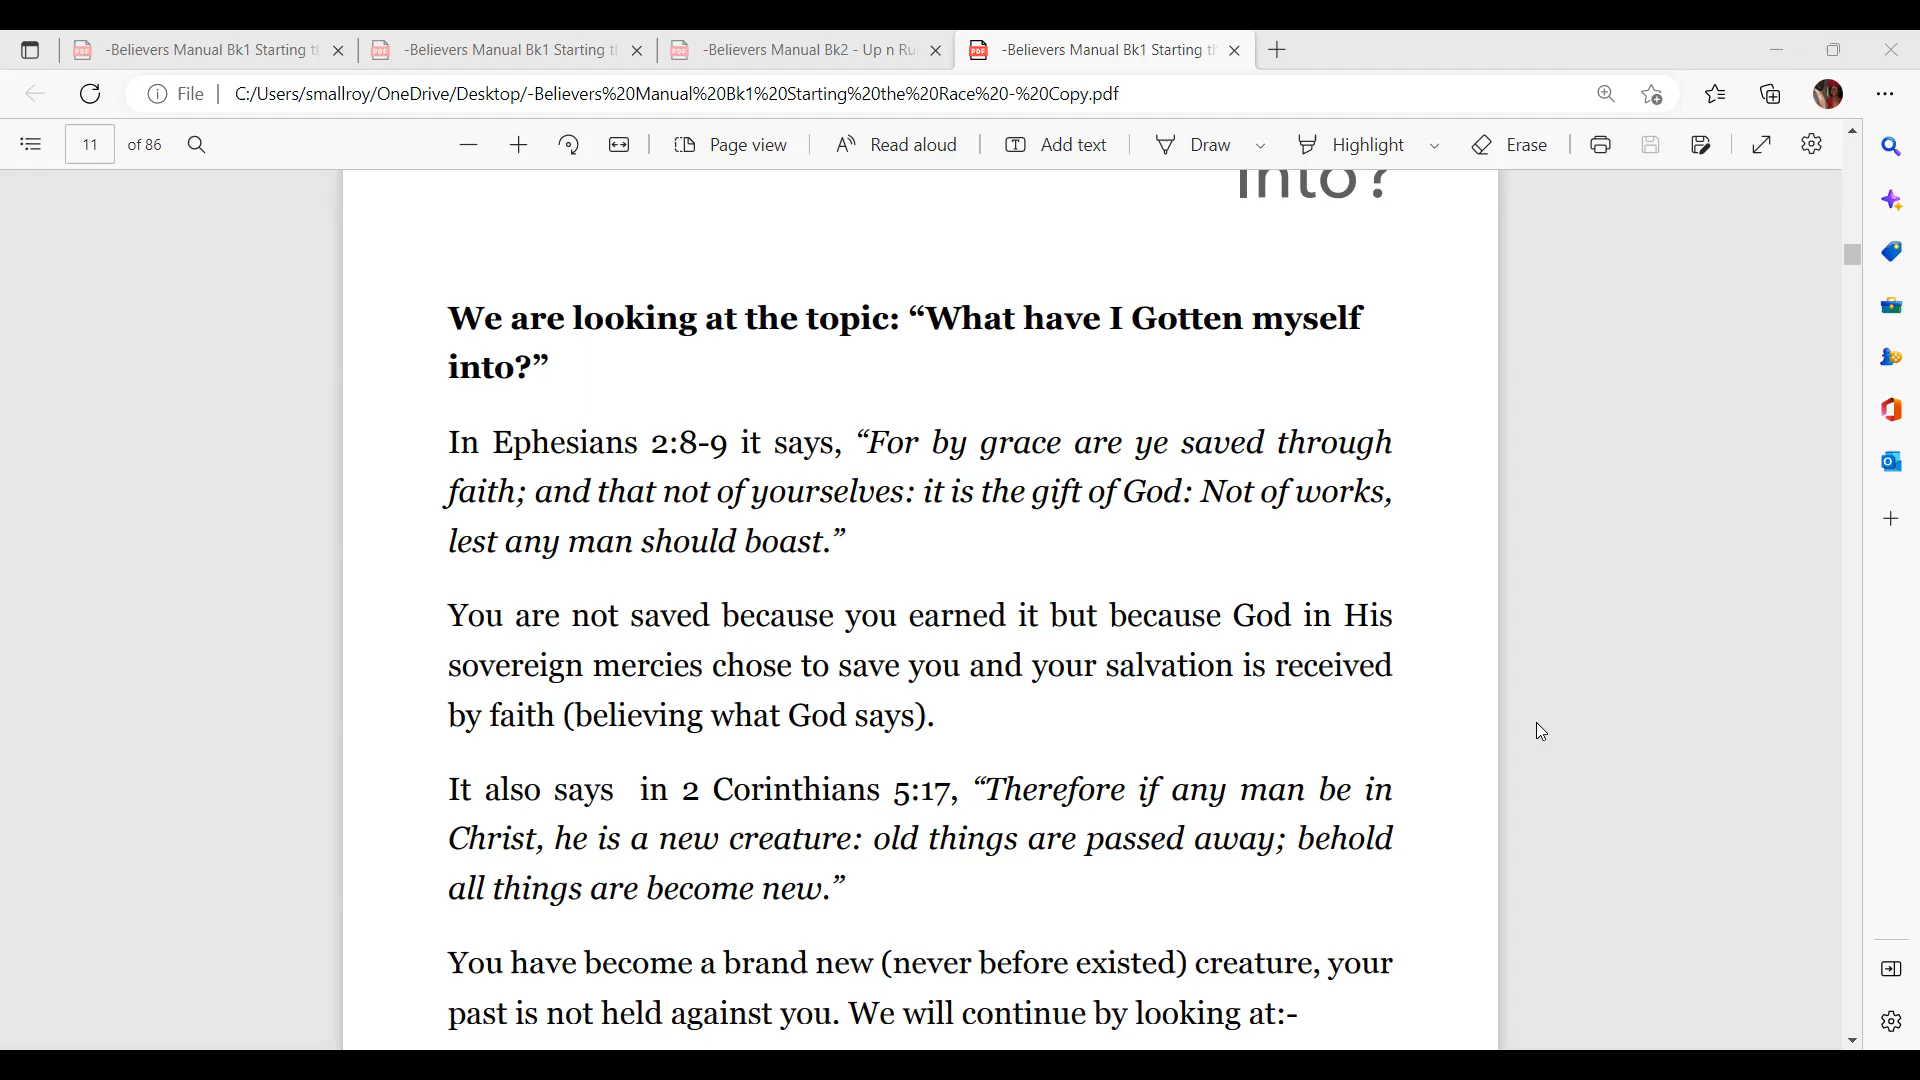 -Believers Manual Bk1 Starting th
-Believers Manual Bk1 Starting th
-Believers Manual Bk2 - Up n Ru
-Believers Manual Bk1 Starting th
File
C:/Users/smallroy/OneDrive/Desktop/-Believers%20Manual%20Bk1%20Starting%20the%20Race%20-%20Copy.pdf
11 of 86
Page view
Read aloud
Add text
Draw
Highlight
Erase
into?
We are looking at the topic: “What have I Gotten myself
into?”
In Ephesians 2:8-9 it says, “For by grace are ye saved through
faith; and that not of yourselves: it is the gift of God: Not of works,
lest any man should boast.”
You are not saved because you earned it but because God in His
sovereign mercies chose to save you and your salvation is received
by faith (believing what God says).
It also says in 2 Corinthians 5:17, “Therefore if any man be in
Christ, he is a new creature: old things are passed away; behold
all things are become new.”
You have become a brand new (never before existed) creature, your
past is not held against you. We will continue by looking at:-